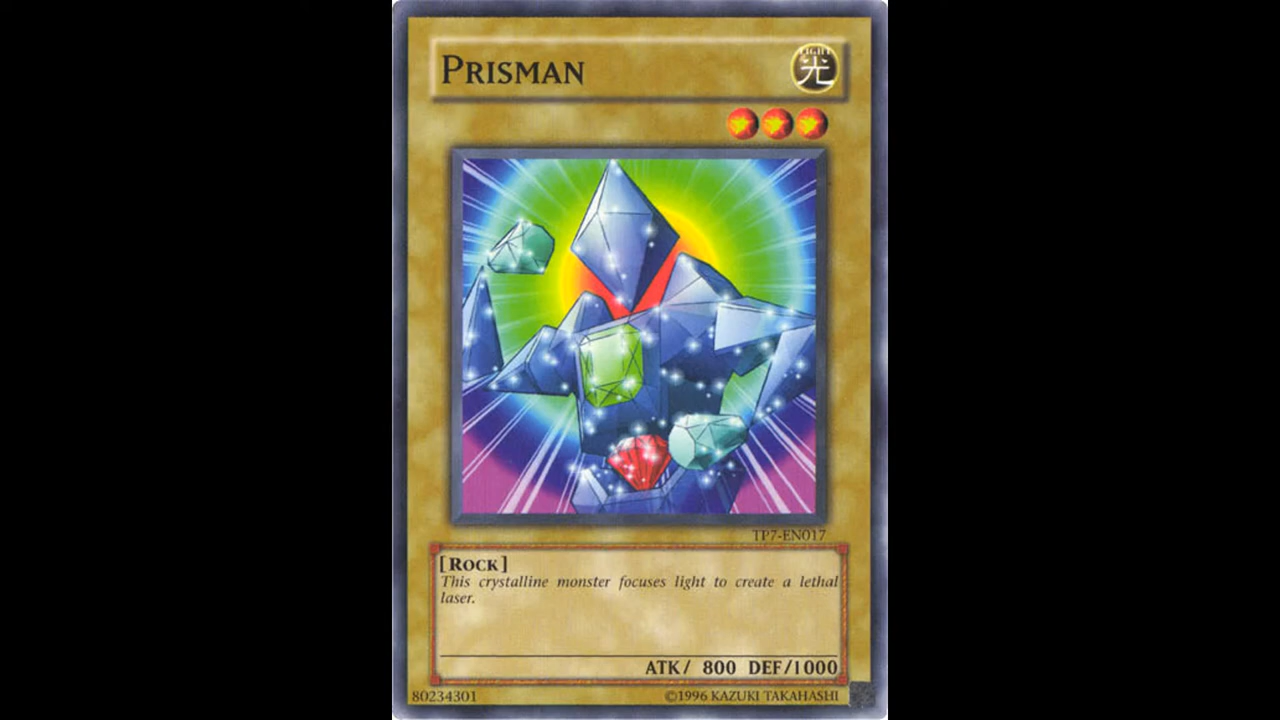 PRISMAN
LIGHT
光
TP7-EN017
[ROCK]
This crystalline monster focuses light to create a lethal
laser.
ATK/ 800 DEF/1000
80234301
©1996 KAZUKI TAKAHASHI